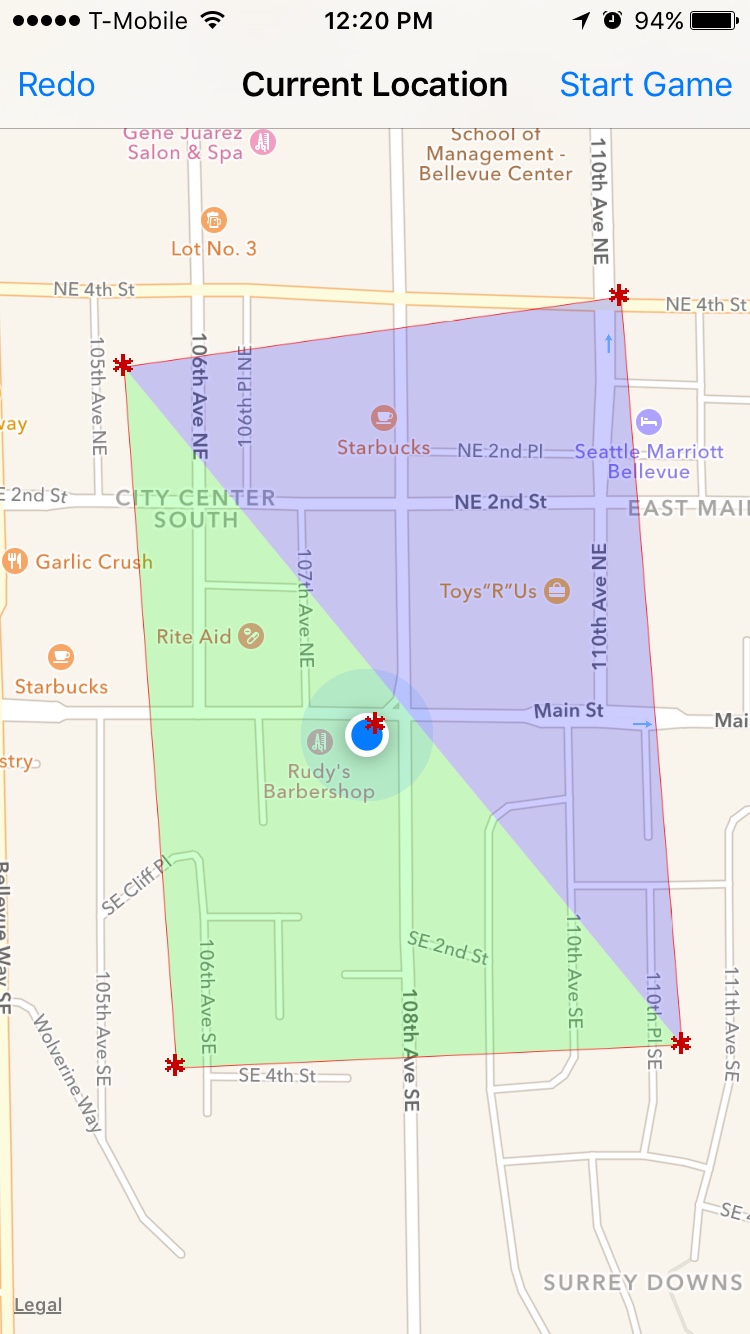 T-Mobile 12:20 PM 94%
Redo Current Location Start Game
Gene Juarez
Salon & Spa
School of
Management -
Bellevue Center
110th Ave NE
Lot No. 3
NE 4th St
NE 4th St
105th Ave NE
106th Ave NE
106th Pl NE
way
Starbucks
NE 2nd Pl
Seattle Marriott
Bellevue
E 2nd St
CITY CENTER
SOUTH
NE 2nd St
EAST MAI
Garlic Crush
107th Ave NE
Toys"R"Us
110th Ave NE
Rite Aid
Starbucks
Main St
Mai
stry
Rudy's
Barbershop
Bellevue Way SE
SE Cliff Pl
106th Ave SE
SE 2nd St
110th Ave SE
105th Ave SE
108th Ave SE
110th Pl SE
111th Ave SE
Wolverine Way
SE 4th St
SE 4
SURREY DOWNS
Legal